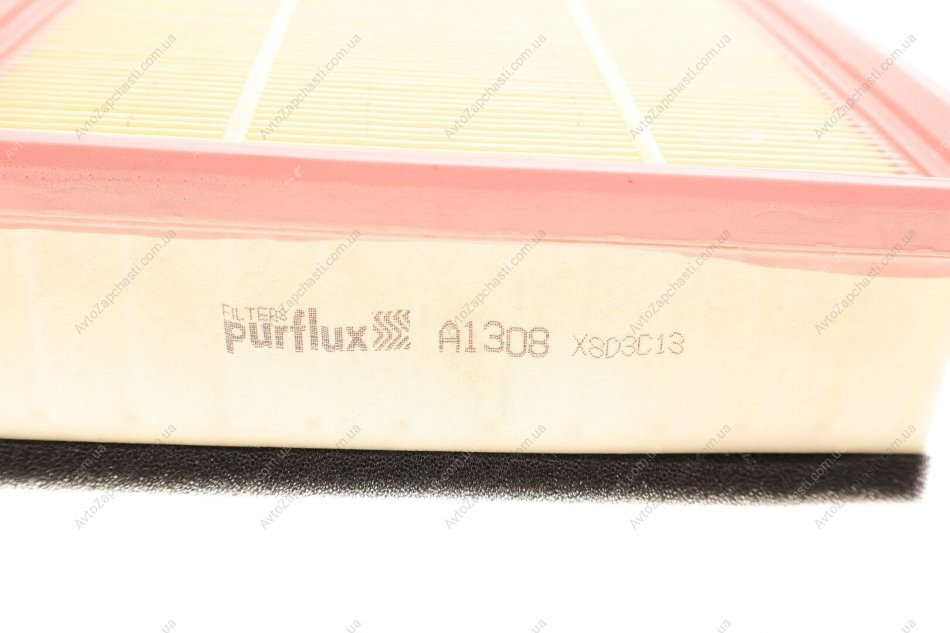 FILTERS
purflux A1308 X8D3C13
AvtoZapchasti.com.ua